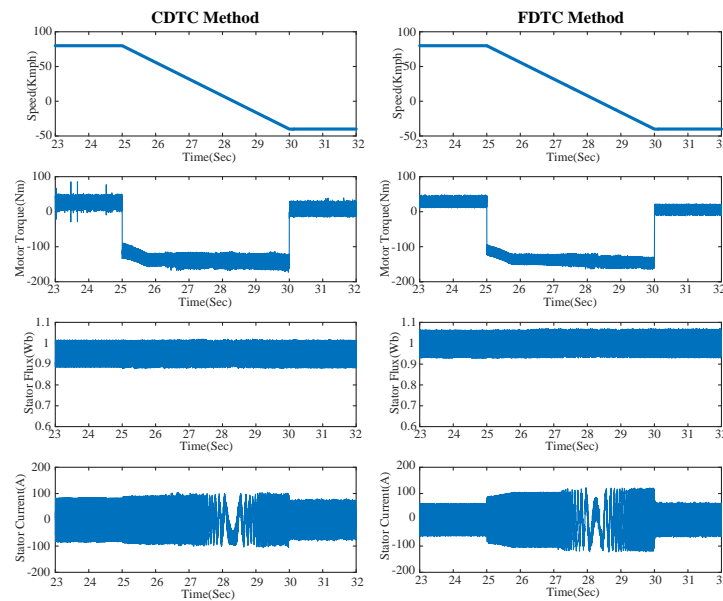 CDTC Method
FDTC Method
100
50
0
-50
Speed(Kmph)
23 24 25 26 27 28 29 30 31 32
Time(Sec)
100
50
0
-50
Speed(Kmph)
23 24 25 26 27 28 29 30 31 32
Time(Sec)
100
0
-100
-200
Motor Torque(Nm)
23 24 25 26 27 28 29 30 31 32
Time(Sec)
100
0
-100
-200
Motor Torque(Nm)
23 24 25 26 27 28 29 30 31 32
Time(Sec)
1.1
1
0.9
0.8
0.7
0.6
Stator Flux(Wb)
23 24 25 26 27 28 29 30 31 32
Time(Sec)
1.1
1
0.9
0.8
0.7
0.6
Stator Flux(Wb)
23 24 25 26 27 28 29 30 31 32
Time(Sec)
200
100
0
-100
-200
Stator Current(A)
23 24 25 26 27 28 29 30 31 32
Time(Sec)
200
100
0
-100
-200
Stator Current(A)
23 24 25 26 27 28 29 30 31 32
Time(Sec)